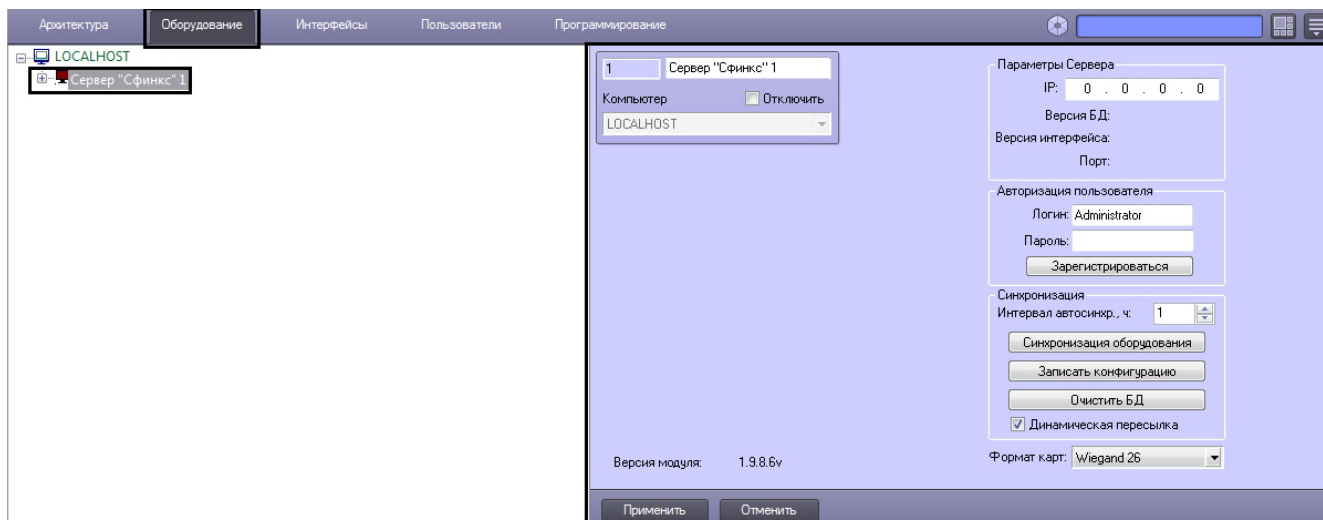 Архитектура Оборудование Интерфейсы Пользователи Программирование
LOCALHOST
Сервер "Сфинкс" 1
1 Сервер "Сфинкс" 1
Компьютер Отключить
LOCALHOST
Версия модуля: 1.9.8.6v
Параметры Сервера
IP: 0 . 0 . 0 . 0
Версия БД:
Версия интерфейса:
Порт:
Авторизация пользователя
Логин: Administrator
Пароль:
Зарегистрироваться
Синхронизация
Интервал автосинхр., ч: 1
Синхронизация оборудования
Записать конфигурацию
Очистить БД
Динамическая пересылка
Формат карт: Wiegand 26
Применить Отменить